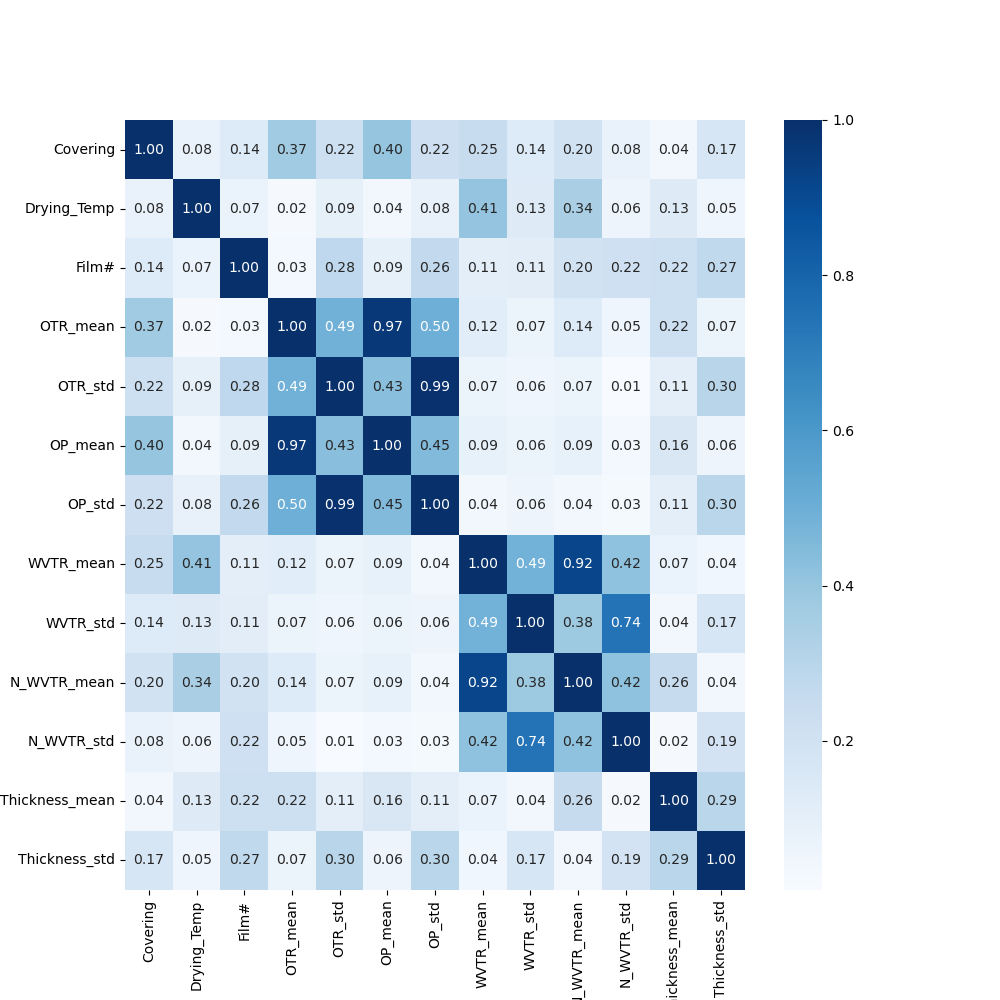 Covering 1.00 0.08 0.14 0.37 0.22 0.40 0.22 0.25 0.14 0.20 0.08 0.04 0.17
Drying_Temp 0.08 1.00 0.07 0.02 0.09 0.04 0.08 0.41 0.13 0.34 0.06 0.13 0.05
Film# 0.14 0.07 1.00 0.03 0.28 0.09 0.26 0.11 0.11 0.20 0.22 0.22 0.27
OTR_mean 0.37 0.02 0.03 1.00 0.49 0.97 0.50 0.12 0.07 0.14 0.05 0.22 0.07
OTR_std 0.22 0.09 0.28 0.49 1.00 0.43 0.99 0.07 0.06 0.07 0.01 0.11 0.30
OP_mean 0.40 0.04 0.09 0.97 0.43 1.00 0.45 0.09 0.06 0.09 0.03 0.16 0.06
OP_std 0.22 0.08 0.26 0.50 0.99 0.45 1.00 0.04 0.06 0.04 0.03 0.11 0.30
WVTR_mean 0.25 0.41 0.11 0.12 0.07 0.09 0.04 1.00 0.49 0.92 0.42 0.07 0.04
WVTR_std 0.14 0.13 0.11 0.07 0.06 0.06 0.06 0.49 1.00 0.38 0.74 0.04 0.17
N_WVTR_mean 0.20 0.34 0.20 0.14 0.07 0.09 0.04 0.92 0.38 1.00 0.42 0.26 0.04
N_WVTR_std 0.08 0.06 0.22 0.05 0.01 0.03 0.03 0.42 0.74 0.42 1.00 0.02 0.19
Thickness_mean 0.04 0.13 0.22 0.22 0.11 0.16 0.11 0.07 0.04 0.26 0.02 1.00 0.29
Thickness_std 0.17 0.05 0.27 0.07 0.30 0.06 0.30 0.04 0.17 0.04 0.19 0.29 1.00
Covering
Drying_Temp
Film#
OTR_mean
OTR_std
OP_mean
OP_std
WVTR_mean
WVTR_std
N_WVTR_mean
N_WVTR_std
ickness_mean
Thickness_std
1.0
0.8
0.6
0.4
0.2